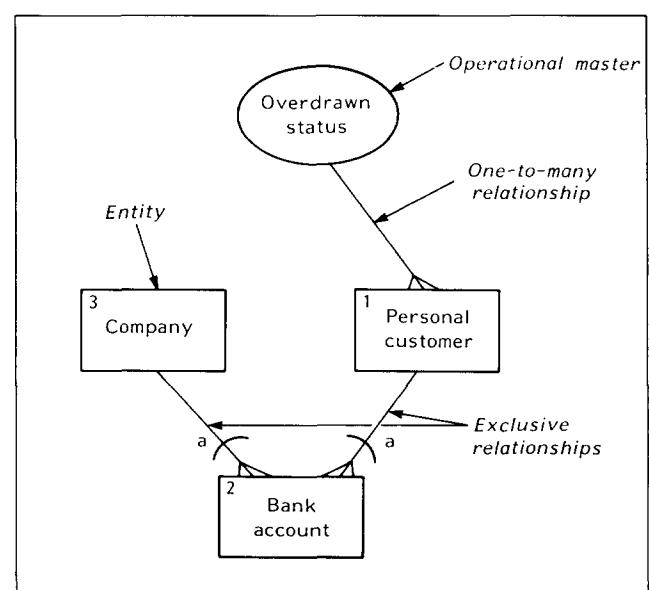 Operational master
Overdrawn
status
One-to-many
relationship
Entity
3
Company
1
Personal
customer
a
a
Exclusive
relationships
2
Bank
account